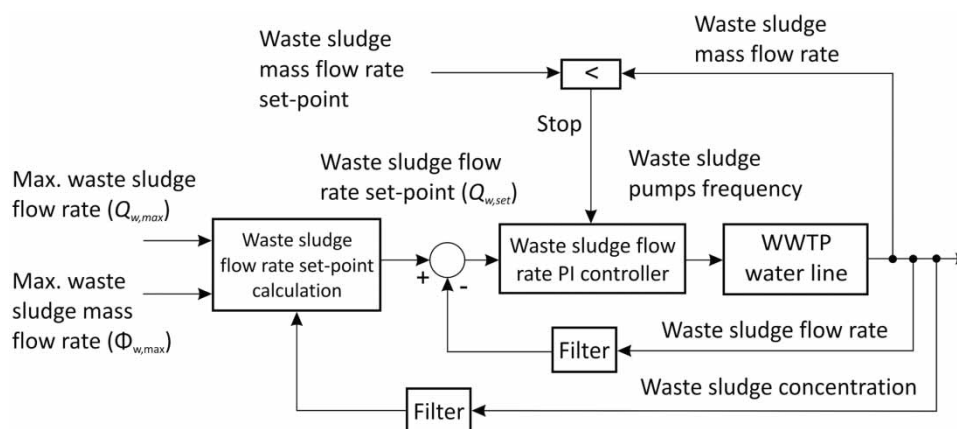 Waste sludge
mass flow rate
set-point
<
Waste sludge
mass flow rate
Stop
Waste sludge flow
rate set-point (Qw,set)
Waste sludge
pumps frequency
Max. waste sludge
flow rate (Qw,max)
Max. waste
sludge mass
flow rate (Φw,max)
Waste sludge
flow rate set-point
calculation
+
-
Waste sludge flow
rate PI controller
WWTP
water line
Waste sludge flow rate
Filter
Waste sludge concentration
Filter